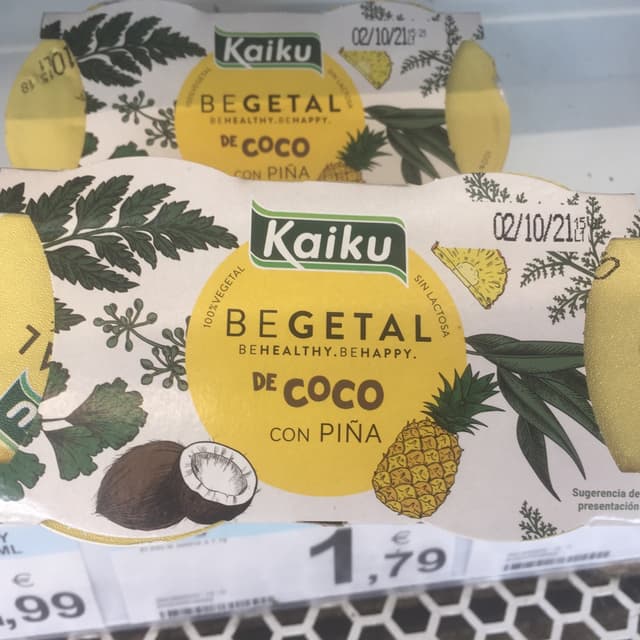 Kaiku
02/10/21
BEGETAL
BEHEALTHY.BEHAPPY.
DE COCO
CON PIÑA
Kaiku
02/10/21
100% VEGETAL
SIN LACTOSA
BEGETAL
BEHEALTHY.BEHAPPY.
DE COCO
CON PIÑA
Sugerencia de
presentación
1,79
€
,99
€
ML